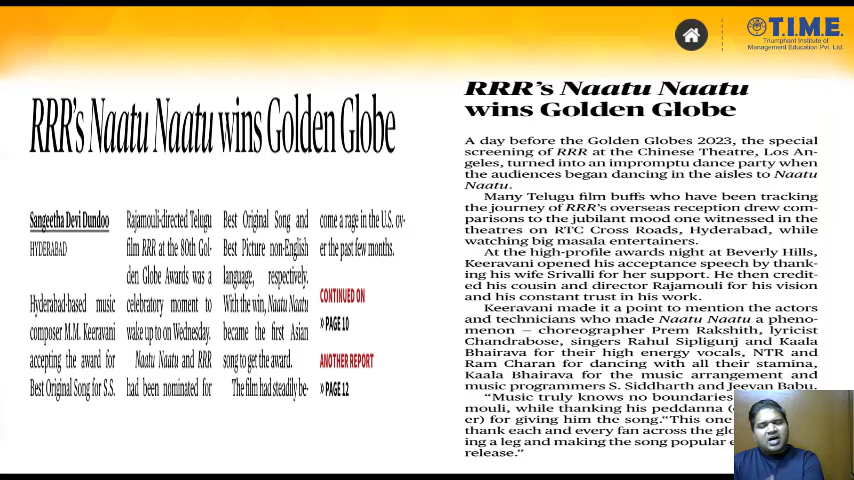 T.I.M.E.
Triumphant Institute of
Management Education Pvt. Ltd.
RRR's Naatu Naatu wins Golden Globe
Sangeetha Devi Dundoo
HYDERABAD
Hyderabad-based music
composer M.M. Keeravani
accepting the award for
Best Original Song for S.S.
Rajamouli-directed Telugu
film RRR at the 80th Gol-
den Globe Awards was a
celebratory moment to
wake up to on Wednesday.
Naatu Naatu and RRR
had been nominated for
Best Original Song and
Best Picture non-English
language, respectively.
With the win, Naatu Naatu
became the first Asian
song to get the award.
The film had steadily be-
come a rage in the U.S. ov-
er the past few months.
CONTINUED ON
» PAGE 10
ANOTHER REPORT
» PAGE 12
RRR's Naatu Naatu
wins Golden Globe
A day before the Golden Globes 2023, the special
screening of RRR at the Chinese Theatre, Los An-
geles, turned into an impromptu dance party when
the audiences began dancing in the aisles to Naatu
Naatu.
Many Telugu film buffs who have been tracking
the journey of RRR's overseas reception drew com-
parisons to the jubilant mood one witnessed in the
theatres on RTC Cross Roads, Hyderabad, while
watching big masala entertainers.
At the high-profile awards night at Beverly Hills,
Keeravani opened his acceptance speech by thank-
ing his wife Srivalli for her support. He then credit-
ed his cousin and director Rajamouli for his vision
and his constant trust in his work.
Keeravani made it a point to mention the actors
and technicians who made Naatu Naatu a pheno-
menon — choreographer Prem Rakshith, lyricist
Chandrabose, singers Rahul Sipligunj and Kaala
Bhairava for their high energy vocals, NTR and
Ram Charan for dancing with all their stamina,
Kaala Bhairava for the music arrangement and
music programmers S. Siddharth and Jeevan Babu.
"Music truly knows no boundaries,
mouli, while thanking his peddanna
er) for giving him the song."This one
thank each and every fan across the
ing a leg and making the song popular
release."